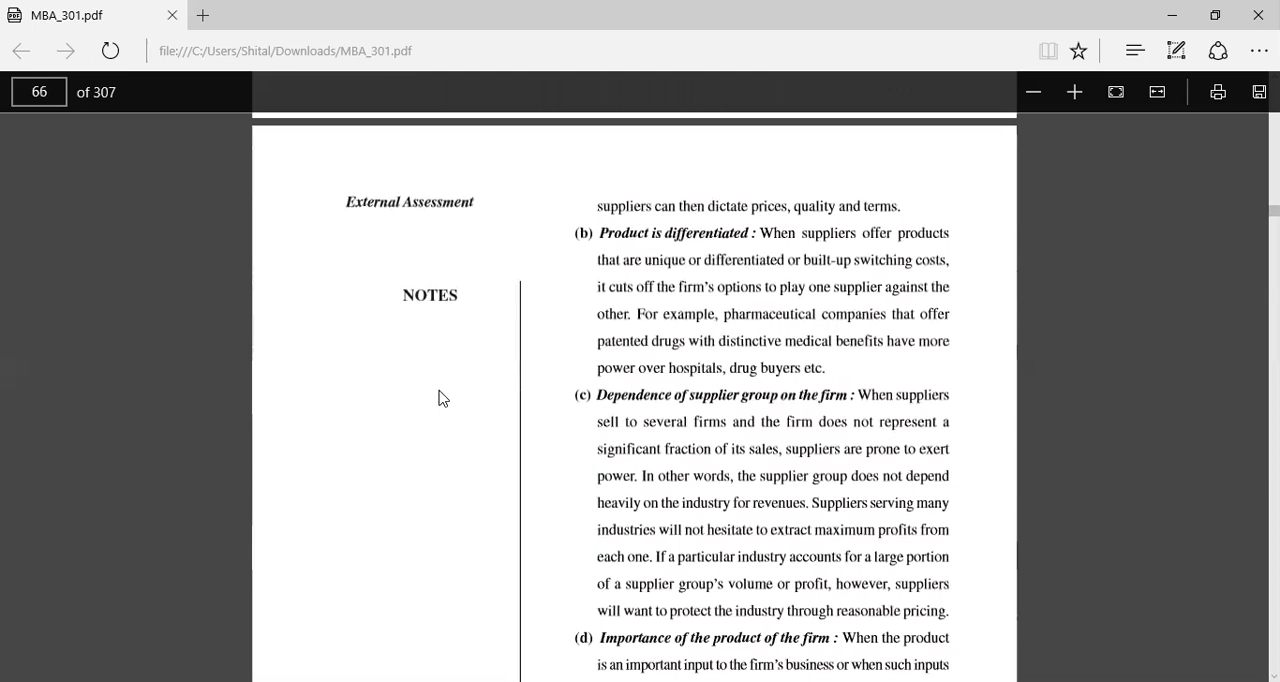 MBA_301.pdf
file:///C:/Users/Shital/Downloads/MBA_301.pdf
66 of 307
External Assessment
NOTES
suppliers can then dictate prices, quality and terms.
(b) Product is differentiated : When suppliers offer products
that are unique or differentiated or built-up switching costs,
it cuts off the firm's options to play one supplier against the
other. For example, pharmaceutical companies that offer
patented drugs with distinctive medical benefits have more
power over hospitals, drug buyers etc.
(c) Dependence of supplier group on the firm : When suppliers
sell to several firms and the firm does not represent a
significant fraction of its sales, suppliers are prone to exert
power. In other words, the supplier group does not depend
heavily on the industry for revenues. Suppliers serving many
industries will not hesitate to extract maximum profits from
each one. If a particular industry accounts for a large portion
of a supplier group's volume or profit, however, suppliers
will want to protect the industry through reasonable pricing.
(d) Importance of the product of the firm : When the product
is an important input to the firm's business or when such inputs